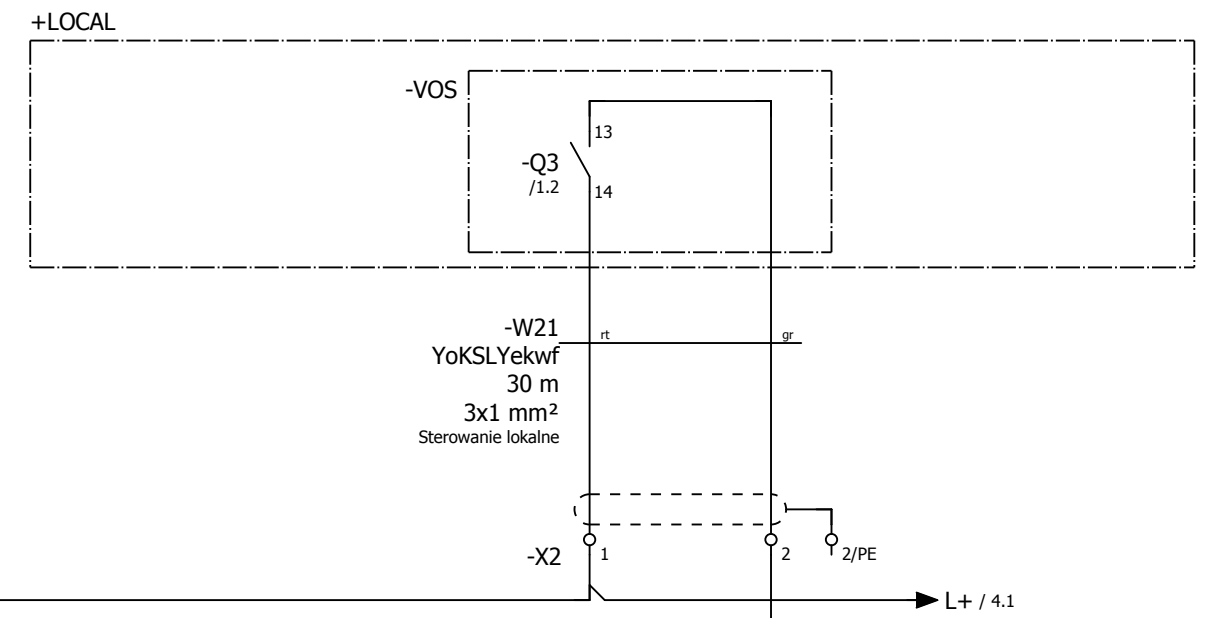 +LOCAL
-VOS
13
-Q3
/1.2
14
-W21
rt
gr
YoKSLYekwf
30 m
3x1 mm²
Sterowanie lokalne
-X2
1
2
2/PE
L+ / 4.1